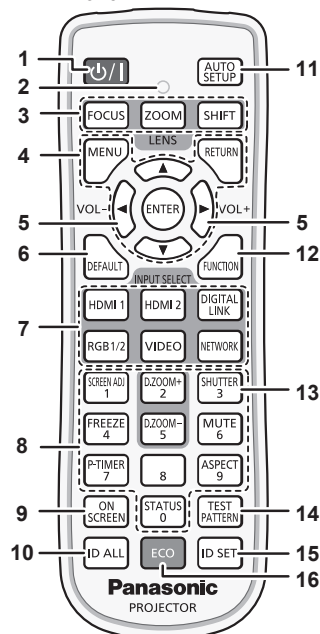 1
⏻/|
AUTO
SETUP
11
2
3
FOCUS
ZOOM
SHIFT
LENS
4
MENU
RETURN
▲
VOL-
◀
ENTER
▶
VOL+
5
5
▼
6
DEFAULT
FUNCTION
12
INPUT SELECT
7
HDMI 1
HDMI 2
DIGITAL
LINK
RGB1/2
VIDEO
NETWORK
8
SCREEN ADJ
1
D.ZOOM+
2
SHUTTER
3
13
FREEZE
4
D.ZOOM-
5
MUTE
6
P-TIMER
7
8
ASPECT
9
9
ON
SCREEN
STATUS
0
TEST
PATTERN
14
10
ID ALL
ECO
ID SET
15
16
Panasonic
PROJECTOR